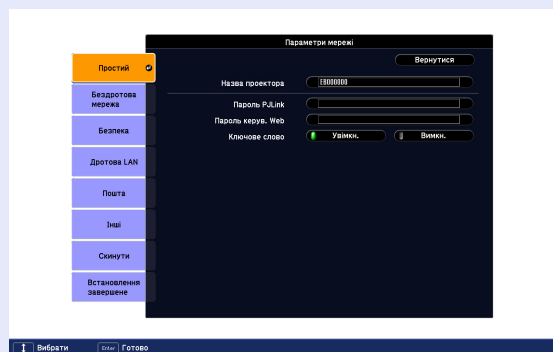 Параметри мережі
Вернутися
Простий
Назва проектора EB000000
Бездротова
мережа
Пароль PJLink
Пароль керув. Web
Безпека
Ключове слово Увімкн. Вимкн.
Дротова LAN
Пошта
Інші
Скинути
Встановлення
завершене
Вибрати Enter Готово